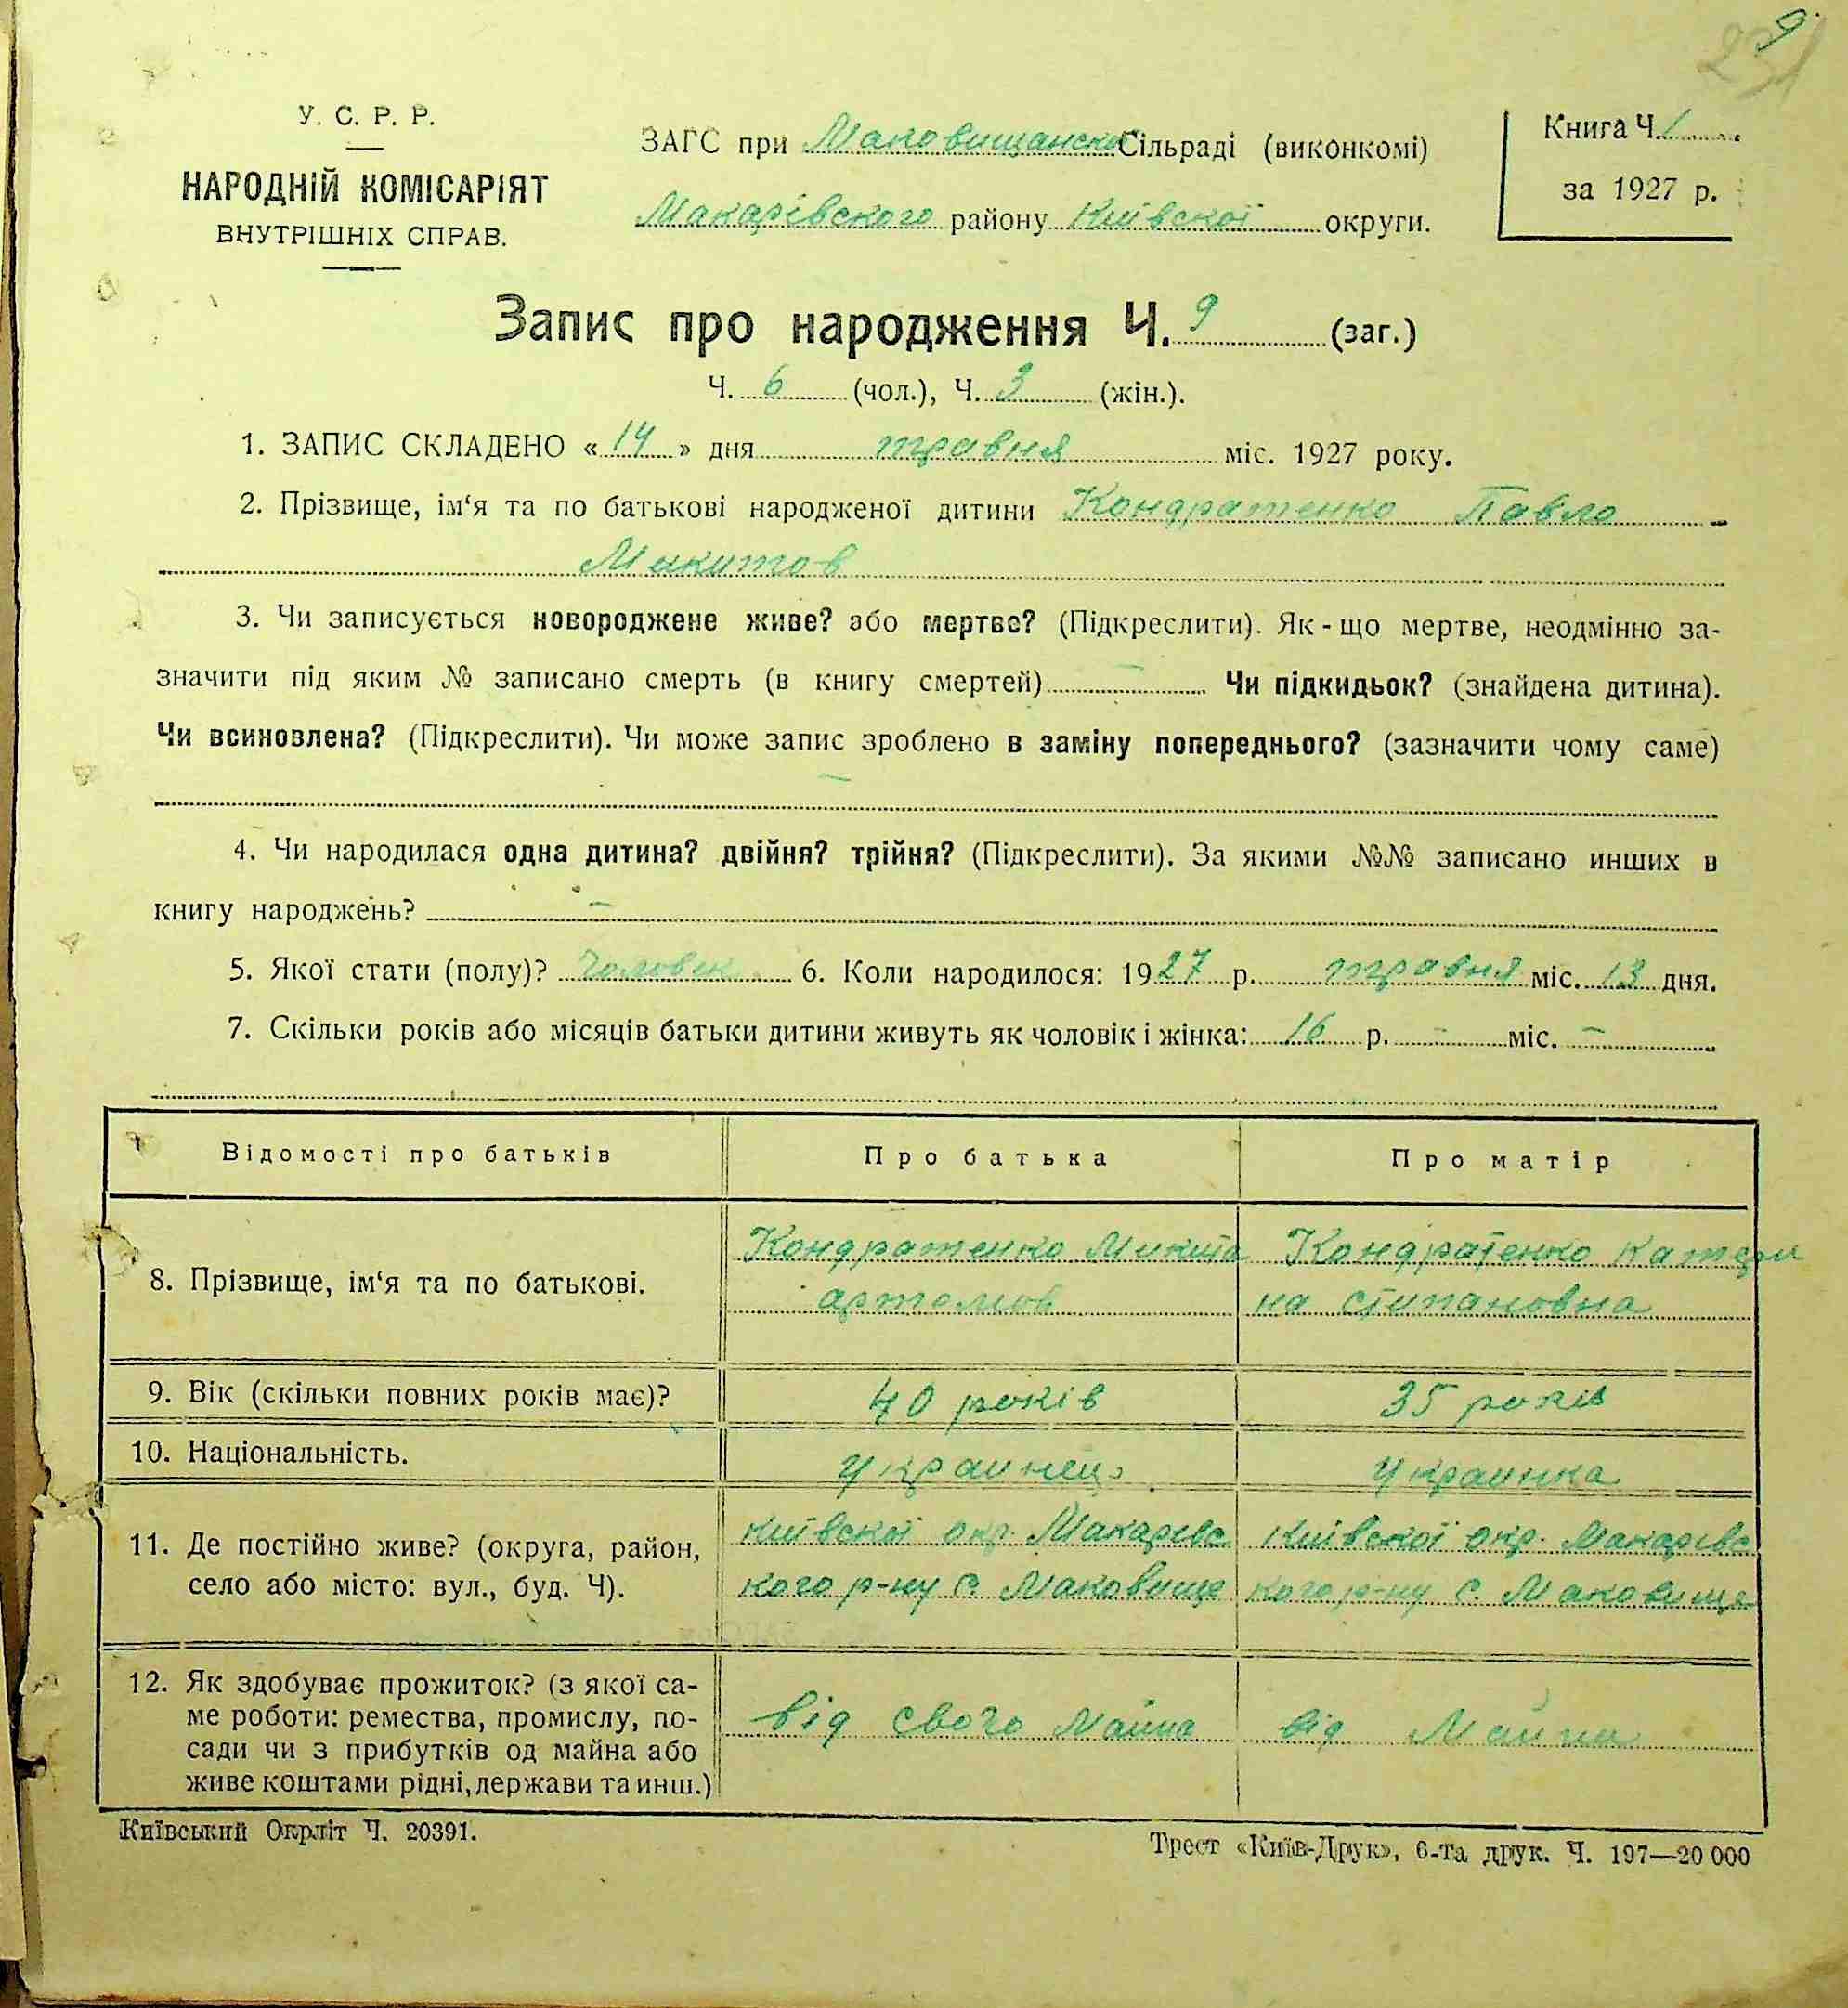 9.
231
У. С. Р. Р.
НАРОДНІЙ КОМІСАРІЯТ
ВНУТРІШНІХ СПРАВ.
ЗАГС при Маковищанској Сільраді (виконкомі)
Макарівского району Київскої округи.
Книга Ч. 1
за 1927 р.
Запис про народження Ч. 9 (заг.)
Ч. 6 (чол.), Ч. 3 (жін.).
1. ЗАПИС СКЛАДЕНО « 14 » дня травня міс. 1927 року.
2. Прізвище, ім‘я та по батькові народженої дитини Кондратенко Павло
Микитов
3. Чи записується новороджене живе? або мертве? (Підкреслити). Як-що мертве, неодмінно за-
значити під яким № записано смерть (в книгу смертей) – Чи підкидьок? (знайдена дитина).
Чи всиновлена? (Підкреслити). Чи може запис зроблено в заміну попереднього? (зазначити чому саме)
–
4. Чи народилася одна дитина? двійня? трійня? (Підкреслити). За якими №№ записано инших в
книгу народжень? –
5. Якої стати (полу)? Чоловік 6. Коли народилося: 1927 р. травня міс. 13 дня.
7. Скільки років або місяців батьки дитини живуть як чоловік і жінка: 16 р. – міс. –
Відомості про батьків Про батька Про матір
8. Прізвище, ім‘я та по батькові. Кондратенко Микита Кондратенко Катери
артомов на Стипановна
9. Вік (скільки повних років має)? 40 років 35 років
10. Національність. Украинець Украинка
11. Де постійно живе? (округа, район, Київскої окр. Макарівс Київскої окр. Макарівс
село або місто: вул., буд. Ч). кого р-ну С. Маковище кого р-ну С. Маковище
12. Як здобуває прожиток? (з якої са-
ме роботи: ремества, промислу, по- від свого майна від майна
сади чи з прибутків од майна або
живе коштами рідні, держави та инш.)
Київський Окрліт Ч. 20391.
Трест «Київ-Друк», 6-та друк. Ч. 197—20 000